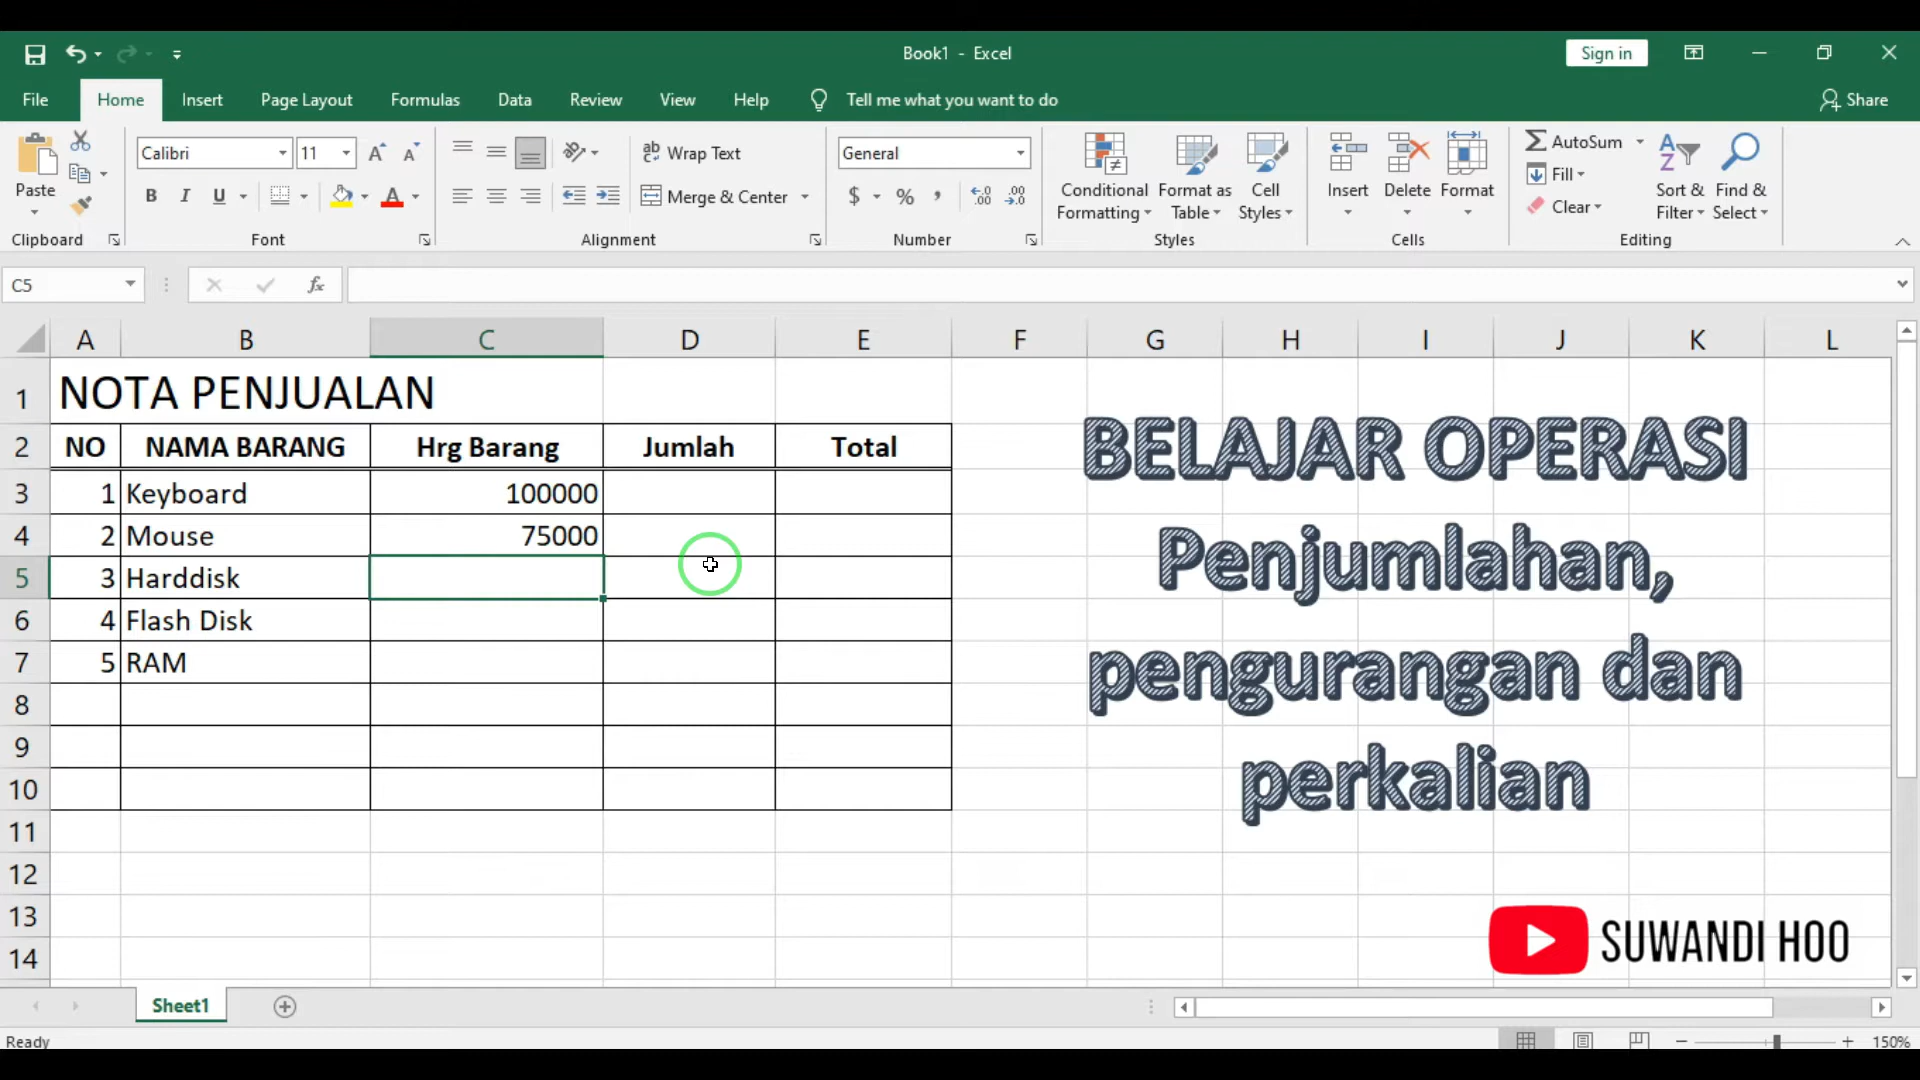 Book1 - Excel
Sign in
File Home Insert Page Layout Formulas Data Review View Help Tell me what you want to do Share
Calibri 11 Wrap Text General AutoSum
Paste Fill
B I U Merge & Center $ % , Conditional Formatting Format as Table Cell Styles Insert Delete Format Clear Sort & Filter Find & Select
Clipboard Font Alignment Number Styles Cells Editing
C5 fx
A B C D E F G H I J K L
1 NOTA PENJUALAN
2 NO NAMA BARANG Hrg Barang Jumlah Total
3 1 Keyboard 100000
4 2 Mouse 75000
5 3 Harddisk
6 4 Flash Disk
7 5 RAM
8
9
10
11
12
13
14
BELAJAR OPERASI
Penjumlahan,
pengurangan dan
perkalian
SUWANDI HOO
Sheet1
Ready 150%